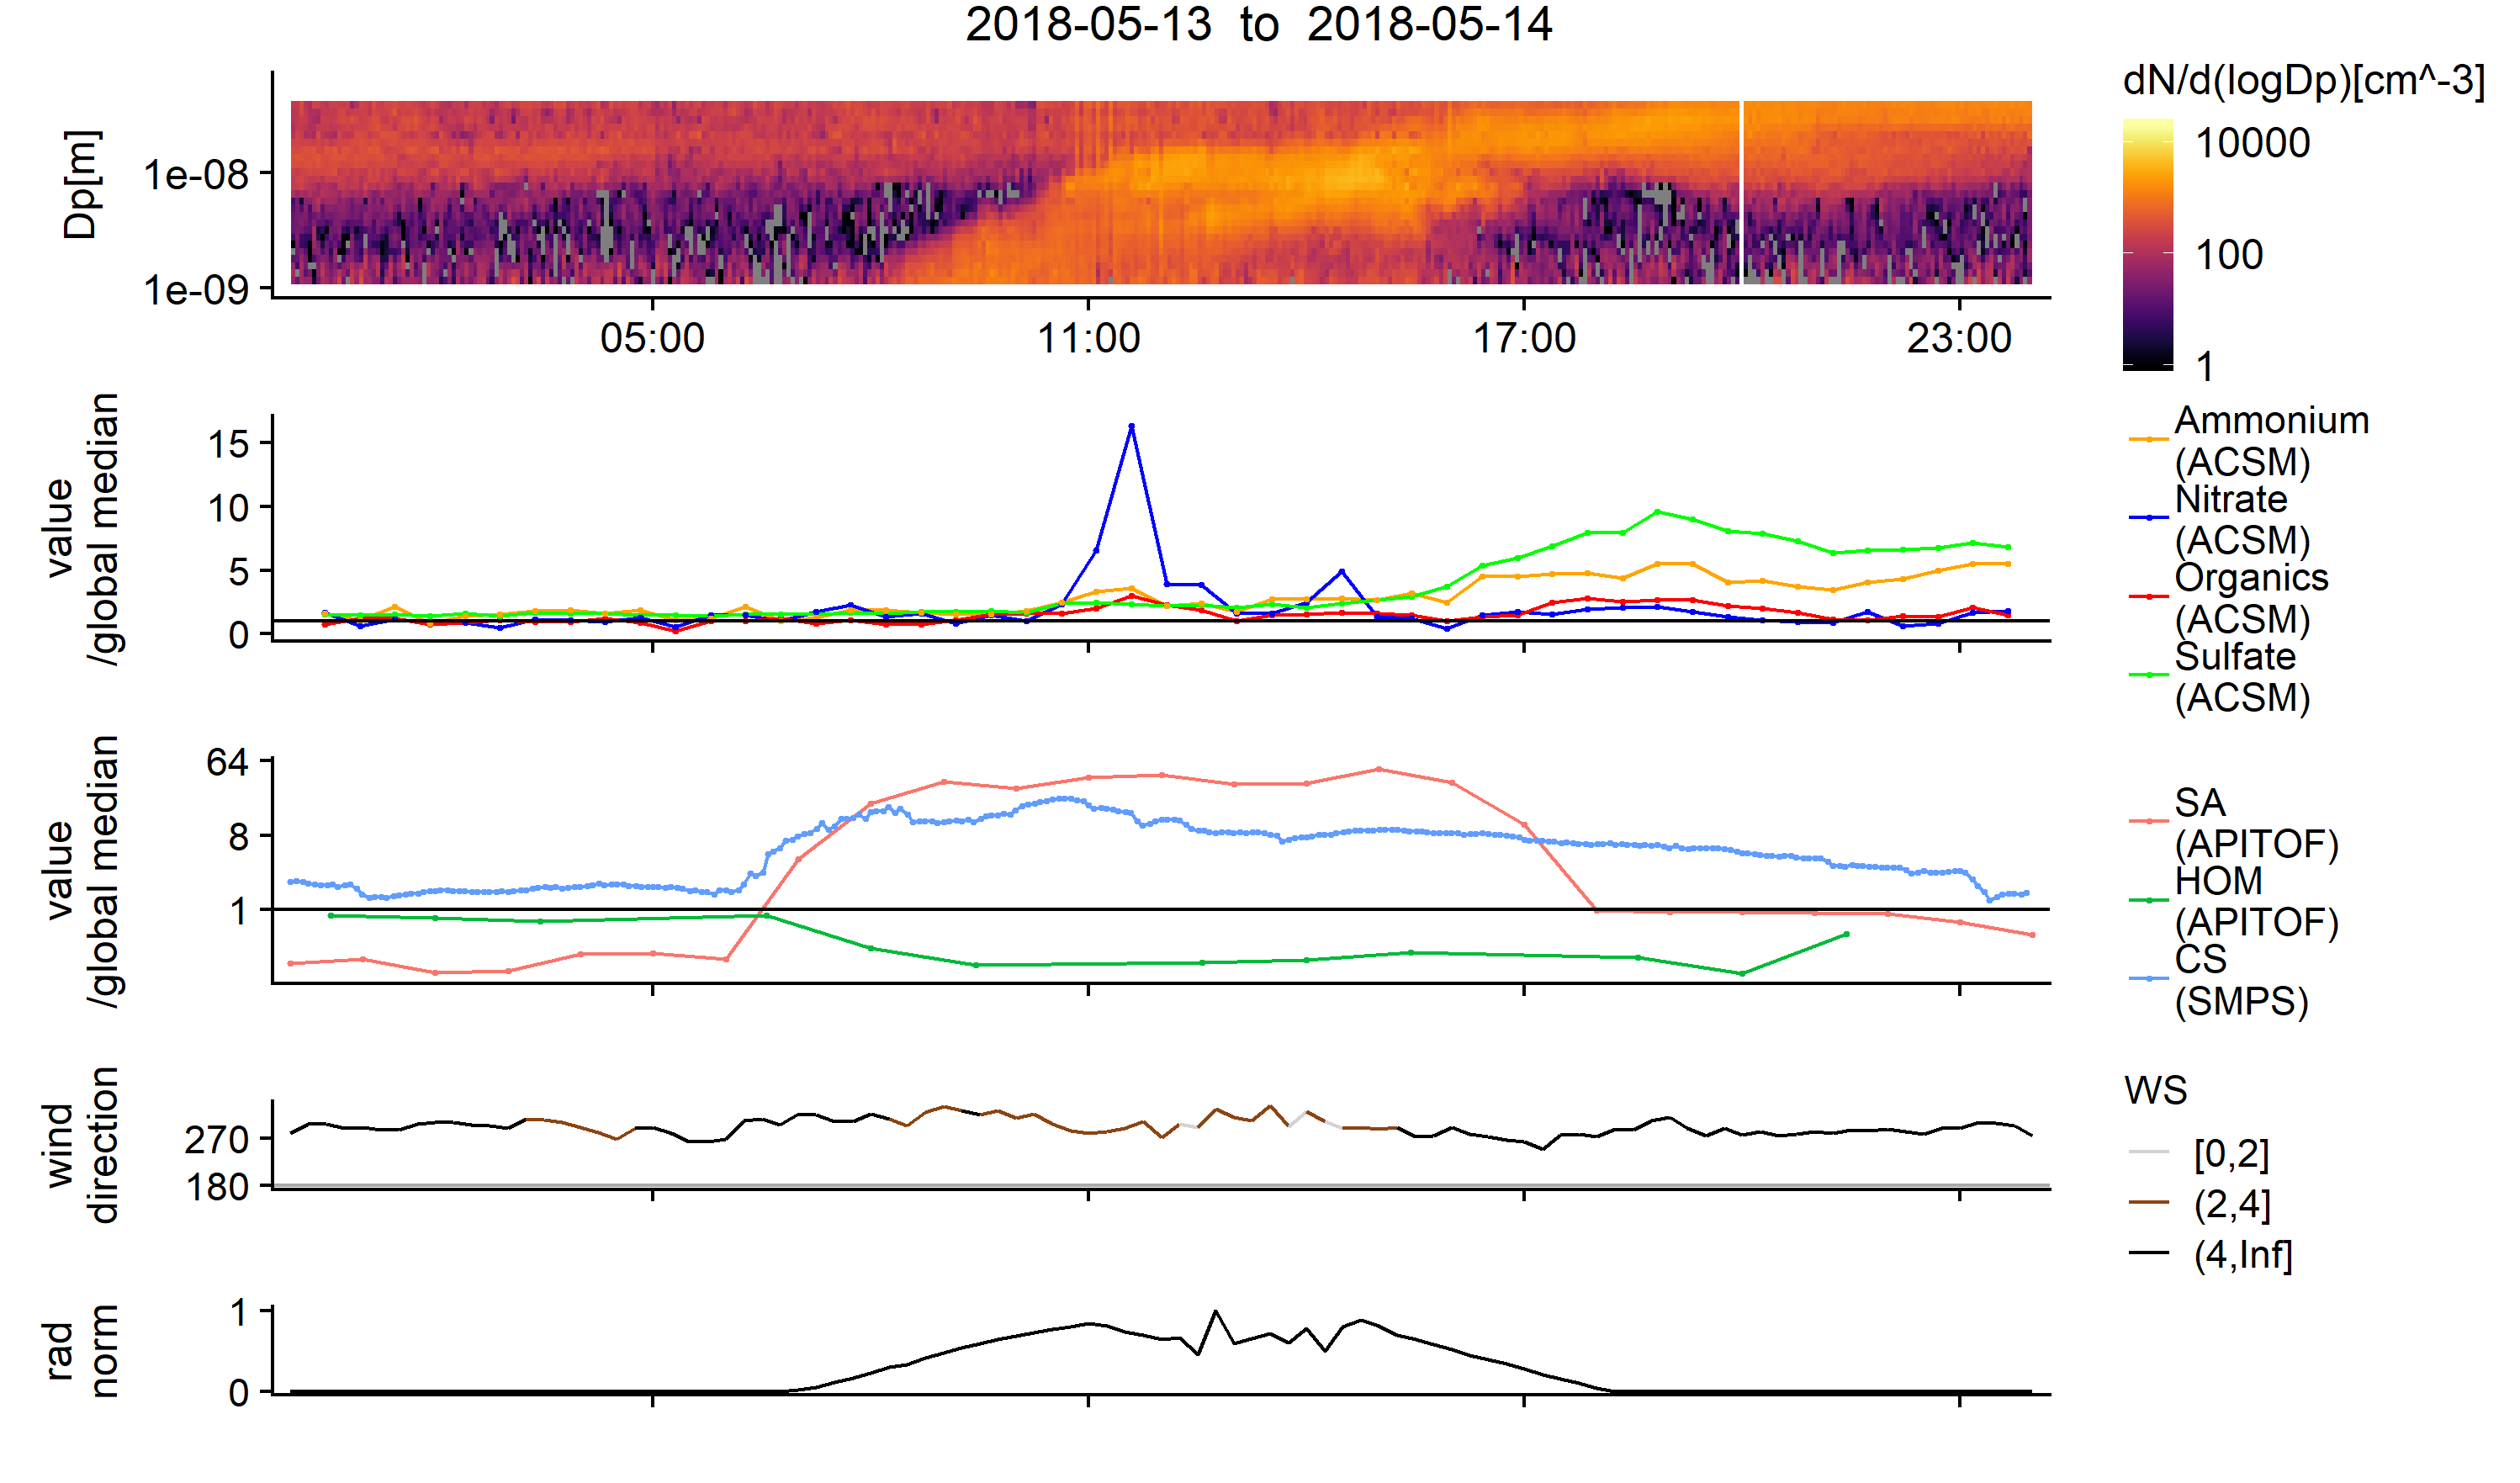 2018-05-13 to 2018-05-14
Dp[m]
1e-08
1e-09
05:00
11:00
17:00
23:00
dN/d(logDp)[cm^-3]
10000
100
1
value
/global median
15
10
5
0
Ammonium
(ACSM)
Nitrate
(ACSM)
Organics
(ACSM)
Sulfate
(ACSM)
value
/global median
64
8
1
SA
(APITOF)
HOM
(APITOF)
CS
(SMPS)
wind
direction
270
180
WS
[0,2]
(2,4]
(4,Inf]
rad
norm
1
0